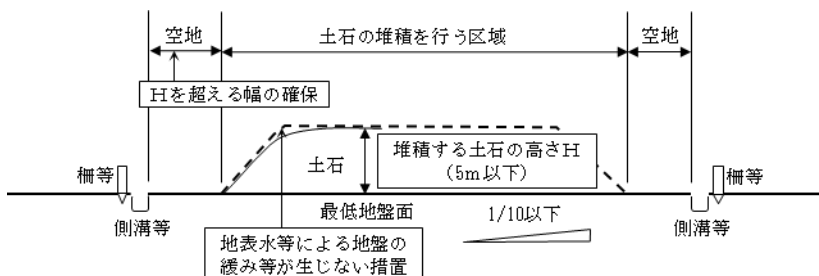 空地
土石の堆積を行う区域
空地
Hを超える幅の確保
堆積する土石の高さH
(5m以下)
土石
柵等
柵等
側溝等
最低地盤面
1/10以下
側溝等
地表水等による地盤の
緩み等が生じない措置